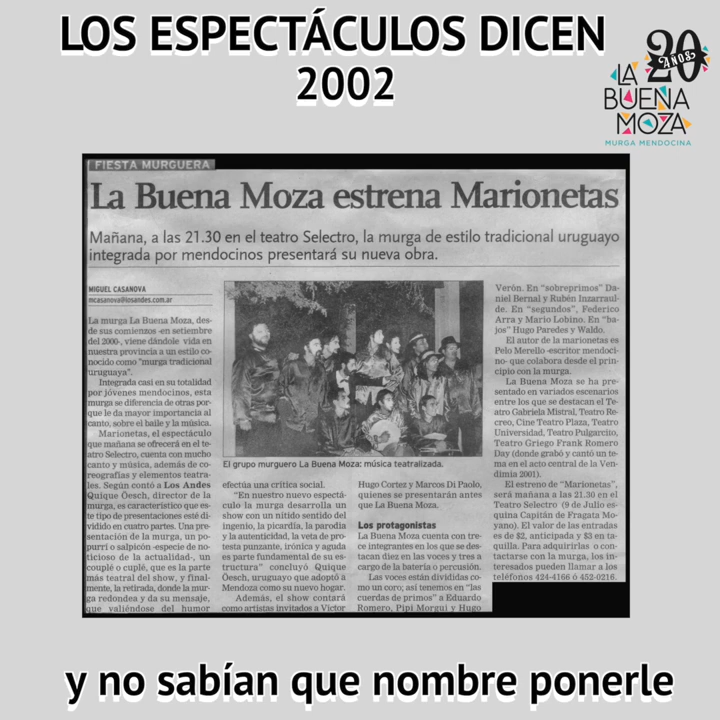 LOS ESPECTÁCULOS DICEN
2002
20
AÑOS
LA
BUENA
MOZA
MURGA MENDOCINA
FIESTA MURGUERA
La Buena Moza estrena Marionetas
Mañana, a las 21.30 en el teatro Selectro, la murga de estilo tradicional uruguayo
integrada por mendocinos presentará su nueva obra.
MIGUEL CASANOVA
mcasanova@losandes.com.ar
La murga La Buena Moza, des-
de sus comienzos -en setiembre
del 2000-, viene dándole vida en
nuestra provincia a un estilo co-
nocido como "murga tradicional
uruguaya".
Integrada casi en su totalidad
por jóvenes mendocinos, esta
murga se diferencia de otras por-
que le da mayor importancia al
canto, sobre el baile y la música.
Marionetas, el espectáculo
que mañana se ofrecerá en el te-
atro Selectro, cuenta con mucho
canto y música, además de co-
reografías y elementos teatra-
les. Según contó a Los Andes
Quique Öesch, director de la
murga, es característico que es-
te tipo de presentaciones esté di-
vidido en cuatro partes. Una pre-
sentación de la murga, un po-
purrí o salpión -especie de no-
ticioso de la actualidad-, un
couplé o cuplé, que es la parte
más teatral del show, y final-
mente, la retirada, donde la mur-
ga redondea y da su mensaje,
que valiéndose del humor
El grupo murguero La Buena Moza: música teatralizada.
efectúa una crítica social.
"En nuestro nuevo espectá-
culo la murga desarrolla un
show con un nítido sentido del
ingenio, la picardía, la parodia
y la autenticidad, la veta de pro-
testa punzante, irónica y aguda
es parte fundamental de su es-
tructura" concluyó Quique
Öesch, uruguayo que adoptó a
Mendoza como su nuevo hogar.
Además, el show contará
como artistas invitados a Víctor
Hugo Cortez y Marcos Di Paolo,
quienes se presentarán antes
que La Buena Moza.
Los protagonistas
La Buena Moza cuenta con tre-
ce integrantes en los que se des-
tacan diez en las voces y tres a
cargo de la batería o percusión.
Las voces están divididas co-
mo un coro; así tenemos en "las
cuerdas de primos" a Eduardo
Romero, Pipi Morgui y Hugo
Verón. En "sobreprimos" Da-
niel Bernal y Rubén Inzarraul-
de. En "segundos", Federico
Arra y Mario Lobino. En "ba-
jos" Hugo Paredes y Waldo.
El autor de la marionetas es
Pelo Merello -escritor mendoci-
no- que colabora desde el prin-
cipio con la murga.
La Buena Moza se ha pre-
sentado en variados escenarios
entre los que se destacan el Te-
atro Gabriela Mistral, Teatro Re-
creo, Cine Teatro Plaza, Teatro
Universidad, Teatro Pulgarcito,
Teatro Griego Frank Romero
Day (donde grabó y cantó un te-
ma en el acto central de la Ven-
dimia 2001).
El estreno de "Marionetas",
será mañana a las 21.30 en el
Teatro Selectro (9 de Julio es-
quina Capitán de Fragata Mo-
yano). El valor de las entradas
es de $2, anticipada y $3 en ta-
quilla. Para adquirirlas o con-
tactarse con la murga, los in-
teresados pueden llamar a los
teléfonos 424-4166 ó 452-0216.
y no sabían que nombre ponerle